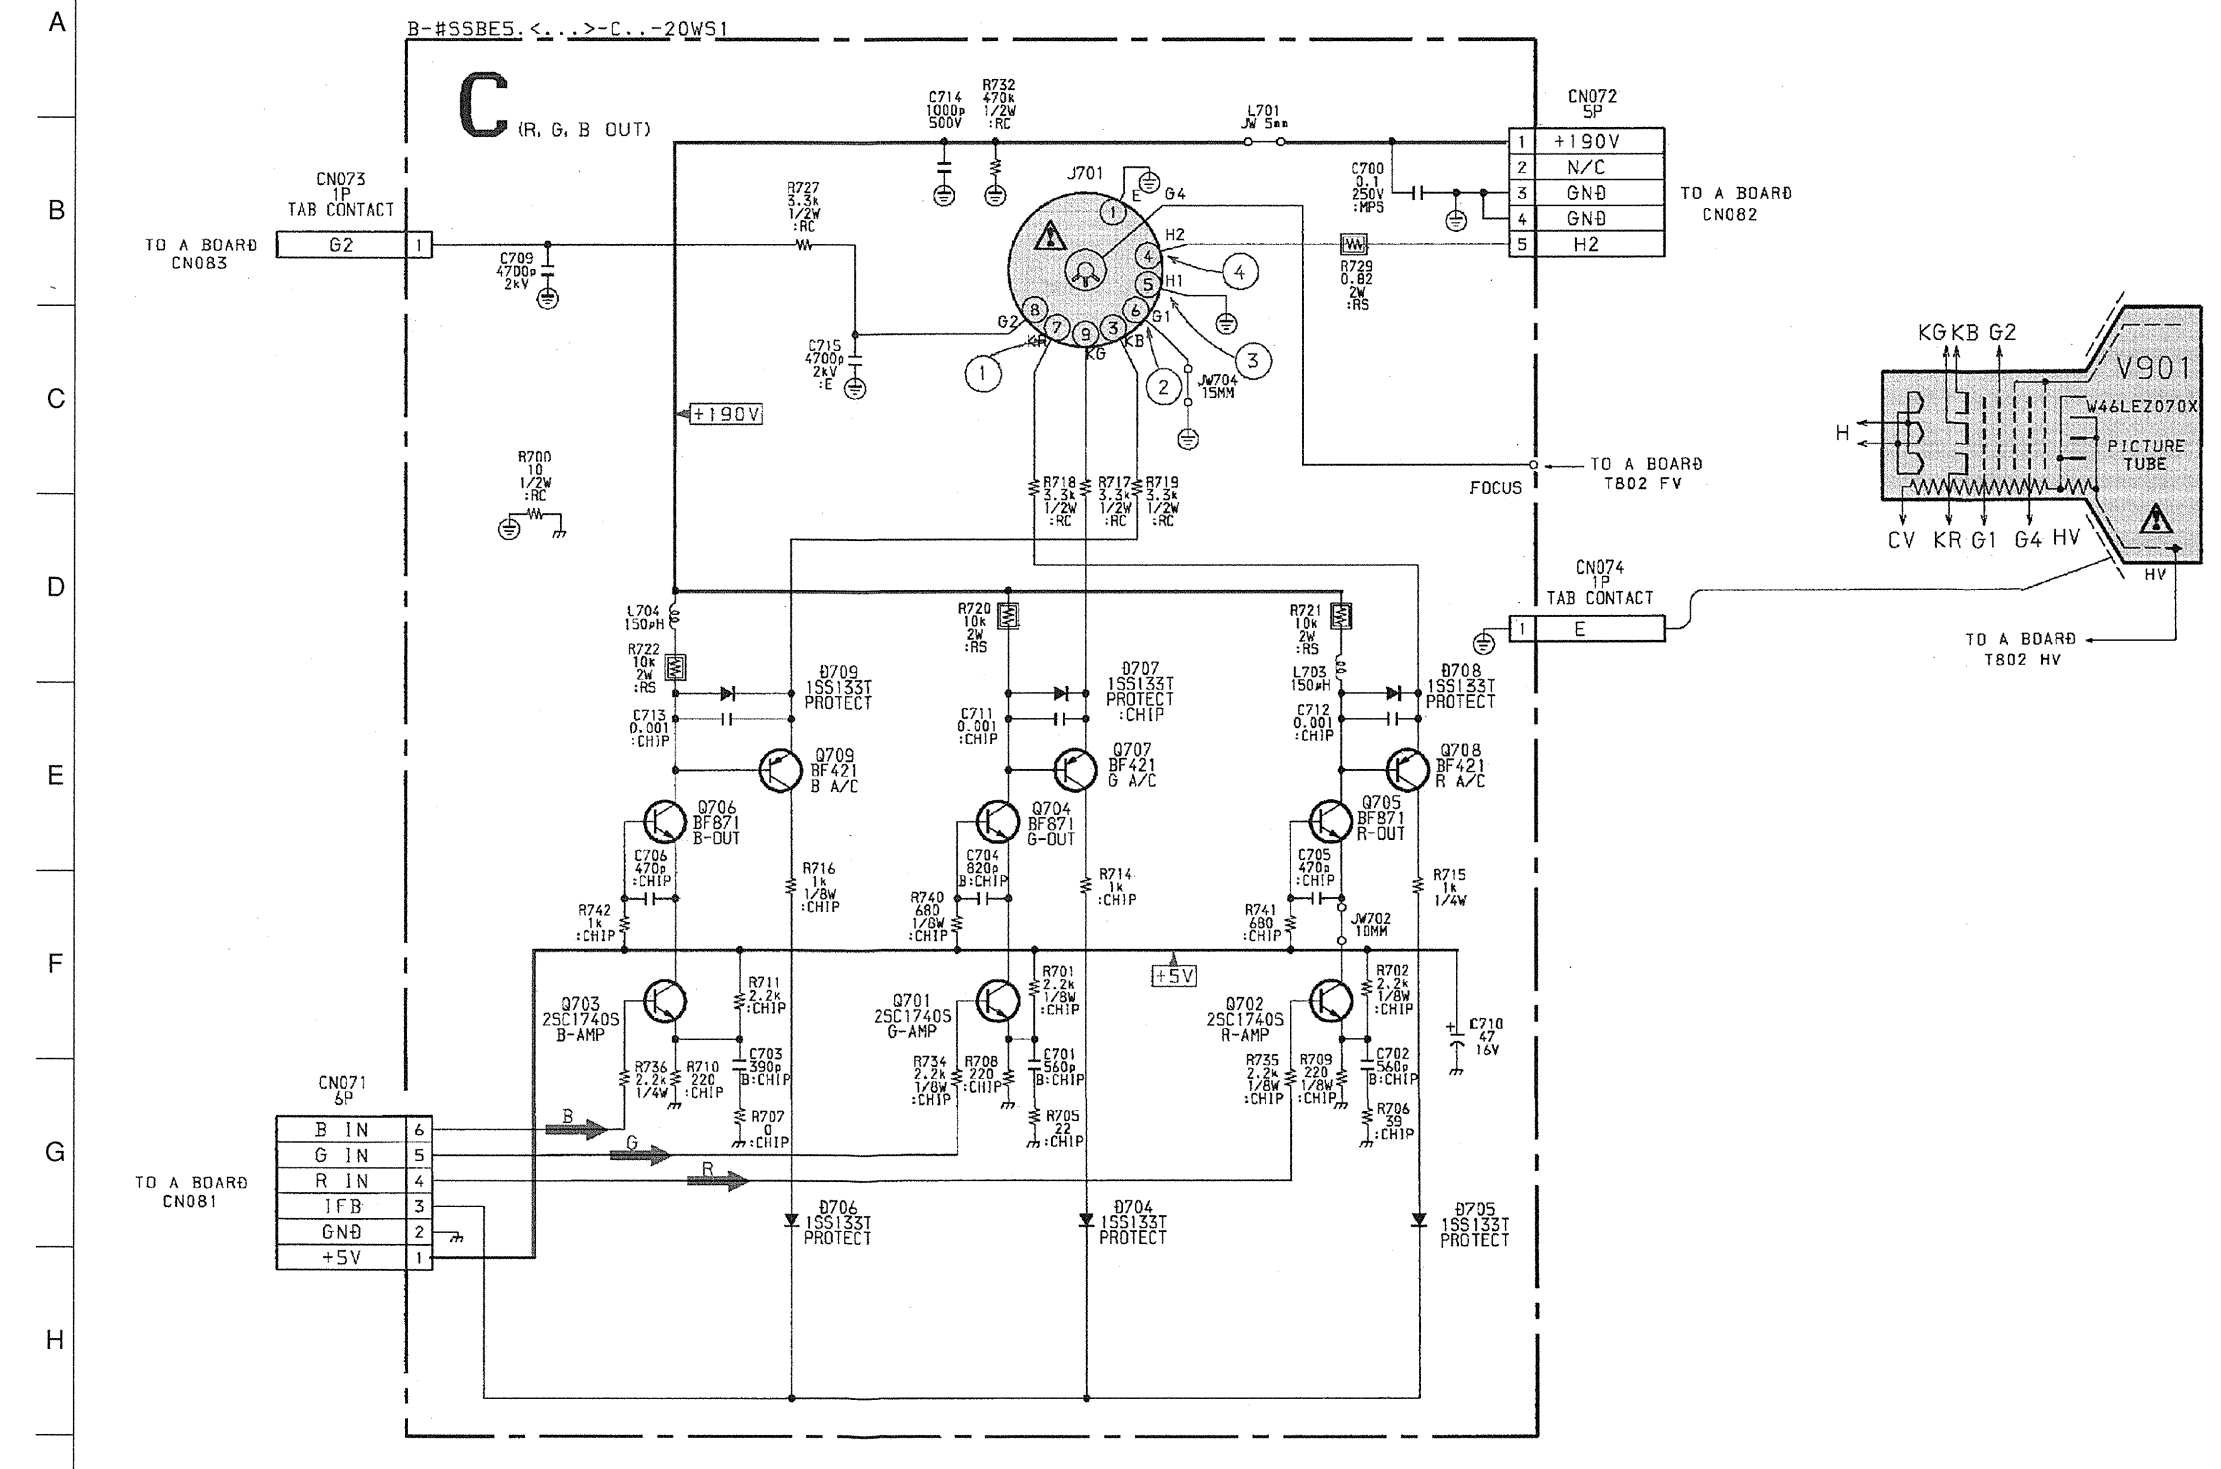 A
B
C
D
E
F
G
H
B-#SSBE5.<...>-C..-20WS1
C (R, G, B OUT)
CN073
1P
TAB CONTACT
TO A BOARD
CN083
G2 1
C709
4700p
2kV
R727
3.3k
1/2W
:RC
C714
1000p
500V
R732
470k
1/2W
:RC
L701
JW 5mm
C700
0.1
250V
:MPS
CN072
5P
1 +190V
2 N/C
3 GND
4 GND
5 H2
TO A BOARD
CN082
J701
E
G4
1
H2
4
5
H1
6
G1
8
7
9
3
G2
KR
KG
KB
1
2
3
4
R729
0.82
2W
:RS
C715
4700p
2kV
:E
JW704
15MM
+190V
R700
10
1/2W
:RC
R718
3.3k
1/2W
:RC
R717
3.3k
1/2W
:RC
R719
3.3k
1/2W
:RC
FOCUS
TO A BOARD
T802 FV
KG KB G2
V901
W46LEZ070X
PICTURE
TUBE
H
CV KR G1 G4 HV
HV
TO A BOARD
T802 HV
CN074
1P
TAB CONTACT
1 E
L704
150µH
R722
10k
2W
:RS
R720
10k
2W
:RS
R721
10k
2W
:RS
L703
150µH
D709
1SS133T
PROTECT
D707
1SS133T
PROTECT
:CHIP
D708
1SS133T
PROTECT
C713
0.001
:CHIP
C711
0.001
:CHIP
C712
0.001
:CHIP
Q709
BF421
B A/C
Q707
BF421
G A/C
Q708
BF421
R A/C
Q706
BF871
B-OUT
Q704
BF871
G-OUT
Q705
BF871
R-OUT
C706
470p
:CHIP
C704
820p
B:CHIP
C705
470p
:CHIP
R716
1k
1/8W
:CHIP
R714
1k
:CHIP
R715
1k
1/4W
R742
1k
:CHIP
R740
680
1/8W
:CHIP
R741
680
:CHIP
JW702
10MM
+5V
R711
2.2k
:CHIP
R701
2.2k
1/8W
:CHIP
R702
2.2k
1/8W
:CHIP
Q703
2SC1740S
B-AMP
Q701
2SC1740S
G-AMP
Q702
2SC1740S
R-AMP
C710
47
16V
+
R736
2.2k
1/4W
R710
220
:CHIP
C703
390p
B:CHIP
R734
2.2k
1/8W
:CHIP
R708
220
:CHIP
C701
560p
B:CHIP
R735
2.2k
1/8W
:CHIP
R709
220
1/8W
:CHIP
C702
560p
B:CHIP
R707
0
:CHIP
R705
22
:CHIP
R706
39
:CHIP
CN071
6P
B IN 6
G IN 5
R IN 4
IFB 3
GND 2
+5V 1
TO A BOARD
CN081
B
G
R
D706
1SS133T
PROTECT
D704
1SS133T
PROTECT
D705
1SS133T
PROTECT